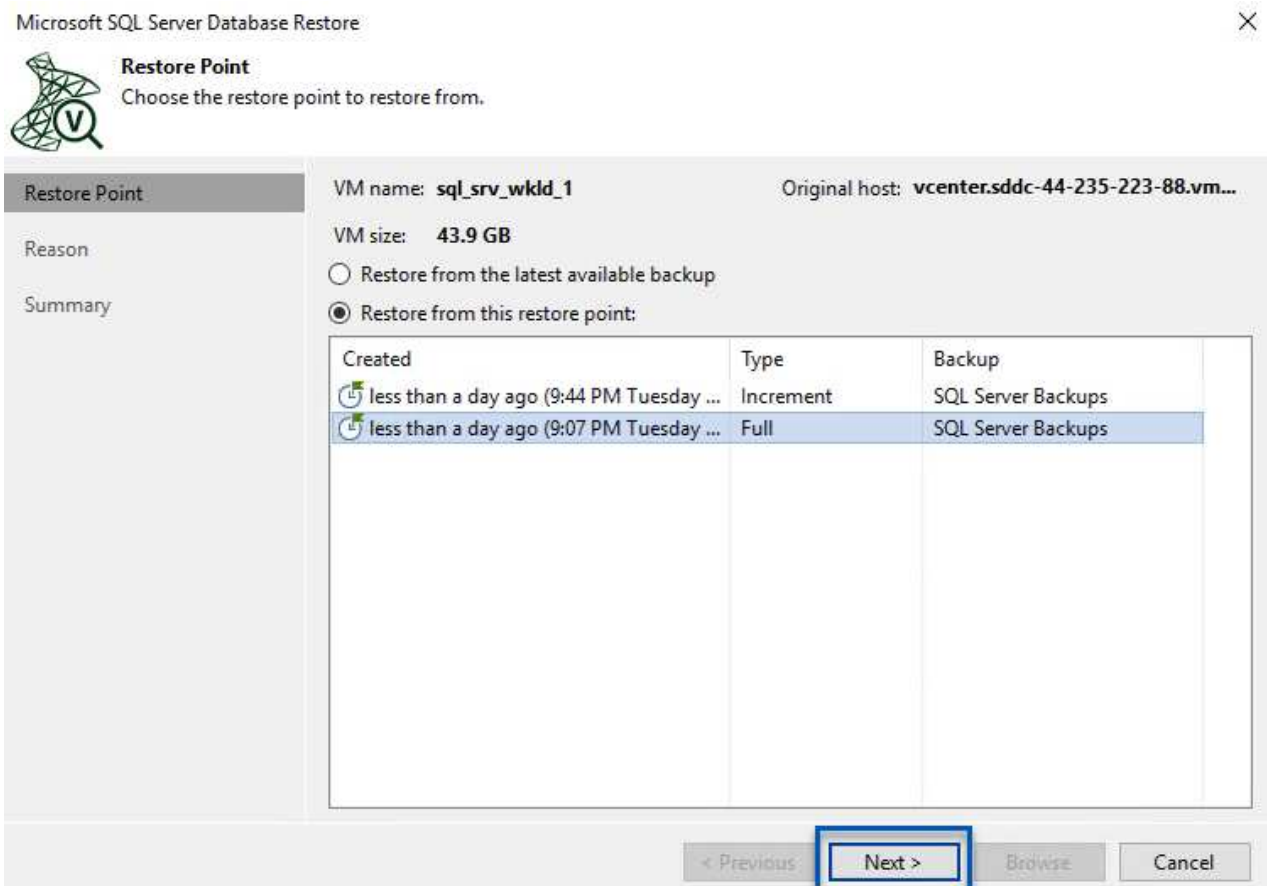 Microsoft SQL Server Database Restore
Restore Point
Choose the restore point to restore from.
Restore Point
Reason
Summary
VM name: sql_srv_wkld_1 Original host: vcenter.sddc-44-235-223-88.vm...
VM size: 43.9 GB
Restore from the latest available backup
Restore from this restore point:
Created Type Backup
less than a day ago (9:44 PM Tuesday ... Increment SQL Server Backups
less than a day ago (9:07 PM Tuesday ... Full SQL Server Backups
< Previous Next > Browse Cancel